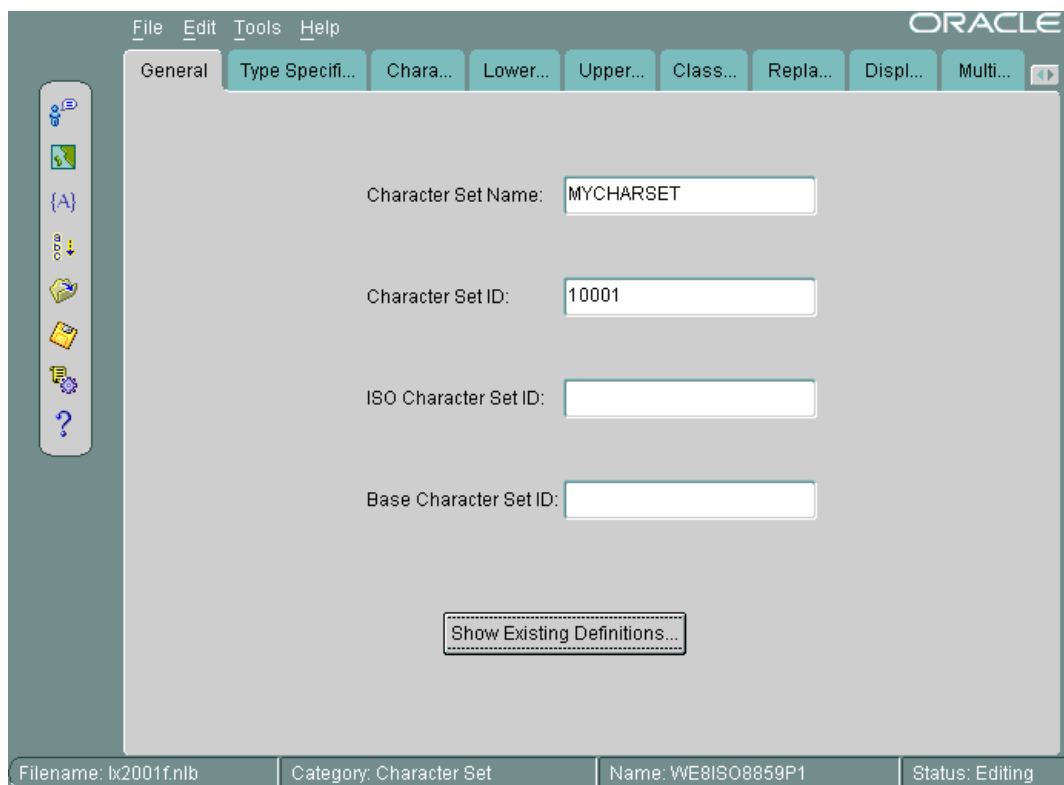 File Edit Tools Help
ORACLE
General Type Specifi... Chara... Lower... Upper... Class... Repla... Displ... Multi...
{A}
a
b
c
?
Character Set Name: MYCHARSET
Character Set ID: 10001
ISO Character Set ID:
Base Character Set ID:
Show Existing Definitions...
Filename: lx2001f.nlb Category: Character Set Name: WE8ISO8859P1 Status: Editing